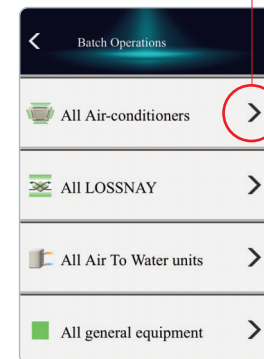 Batch Operations
All Air-conditioners
All LOSSNAY
All Air To Water units
All general equipment